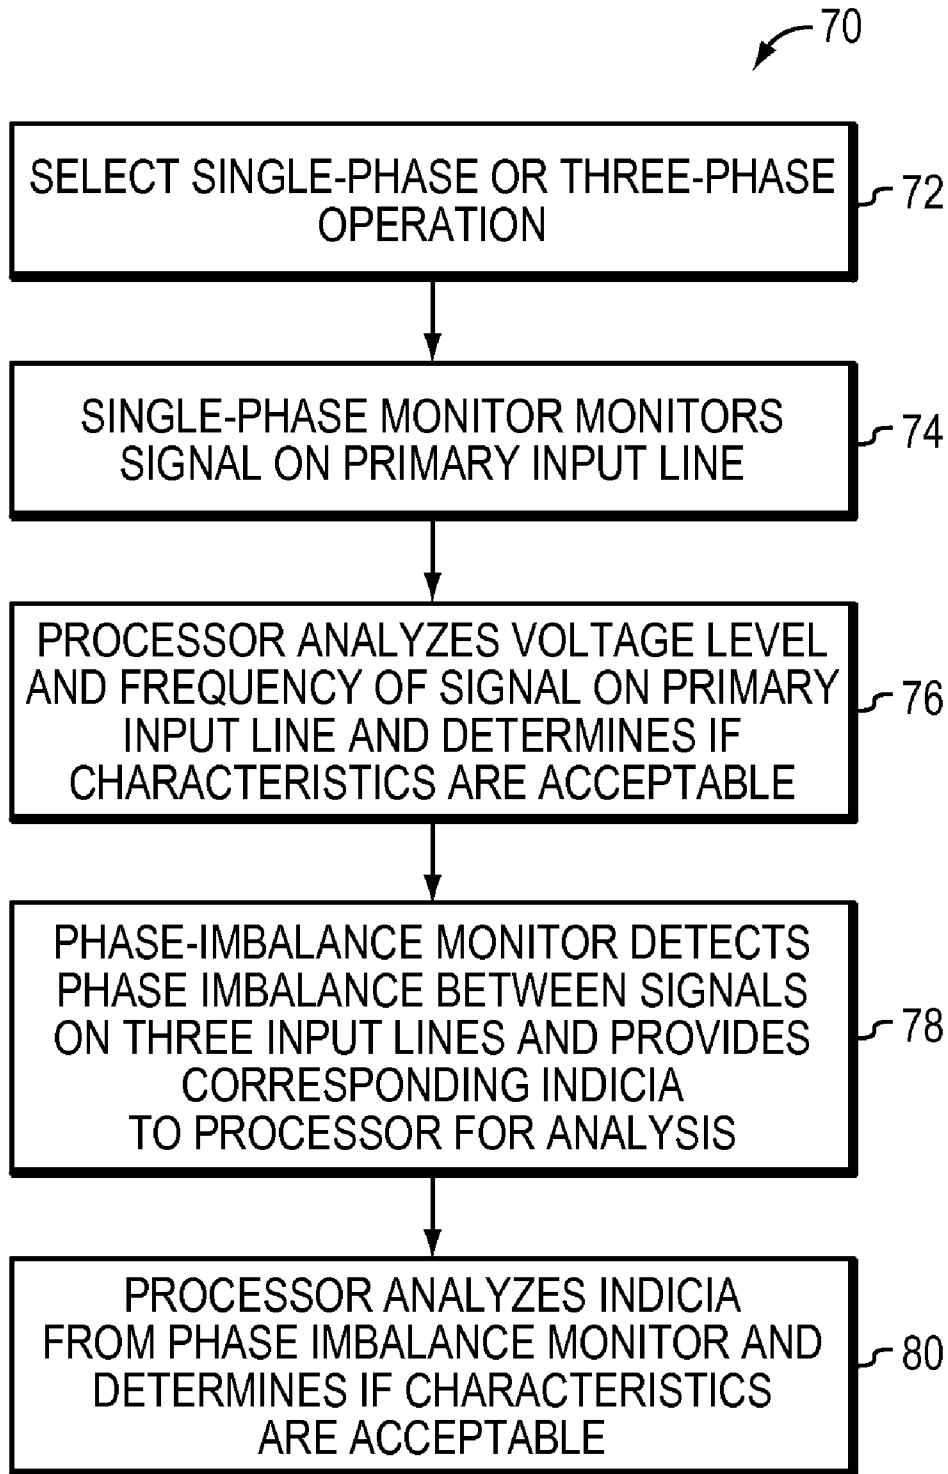 70
SELECT SINGLE-PHASE OR THREE-PHASE
OPERATION
72
SINGLE-PHASE MONITOR MONITORS
SIGNAL ON PRIMARY INPUT LINE
74
PROCESSOR ANALYZES VOLTAGE LEVEL
AND FREQUENCY OF SIGNAL ON PRIMARY
INPUT LINE AND DETERMINES IF
CHARACTERISTICS ARE ACCEPTABLE
76
PHASE-IMBALANCE MONITOR DETECTS
PHASE IMBALANCE BETWEEN SIGNALS
ON THREE INPUT LINES AND PROVIDES
CORRESPONDING INDICIA
TO PROCESSOR FOR ANALYSIS
78
PROCESSOR ANALYZES INDICIA
FROM PHASE IMBALANCE MONITOR AND
DETERMINES IF CHARACTERISTICS
ARE ACCEPTABLE
80